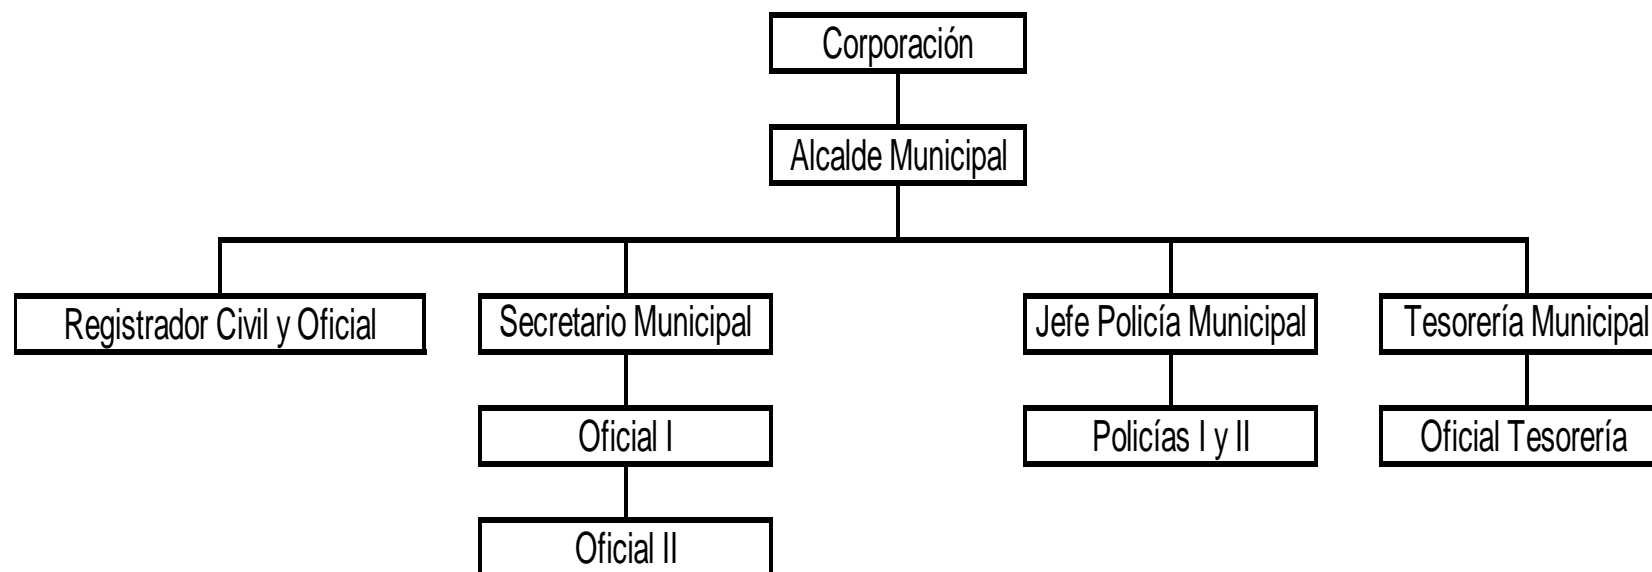 Corporación
Alcalde Municipal
Registrador Civil y Oficial
Secretario Municipal
Jefe Policía Municipal
Tesorería Municipal
Oficial I
Policías I y II
Oficial Tesorería
Oficial II